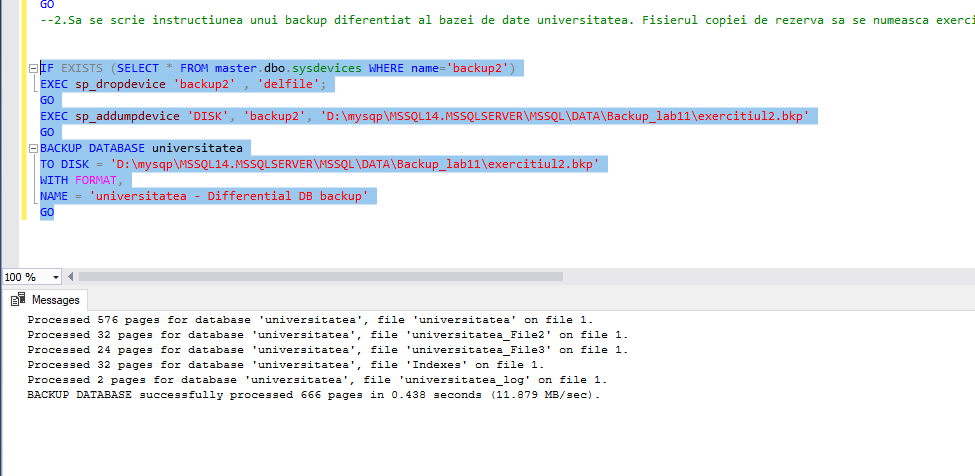 GO
--2.Sa se scrie instructiunea unui backup diferentiat al bazei de date universitatea. Fisierul copiei de rezerva sa se numeasca exerci
IF EXISTS (SELECT * FROM master.dbo.sysdevices WHERE name='backup2')
EXEC sp_dropdevice 'backup2' , 'delfile';
GO
EXEC sp_addumpdevice 'DISK', 'backup2', 'D:\mysqp\MSSQL14.MSSQLSERVER\MSSQL\DATA\Backup_lab11\exercitiul2.bkp'
GO
BACKUP DATABASE universitatea
TO DISK = 'D:\mysqp\MSSQL14.MSSQLSERVER\MSSQL\DATA\Backup_lab11\exercitiul2.bkp'
WITH FORMAT,
NAME = 'universitatea - Differential DB backup'
GO
100 %
Messages
Processed 576 pages for database 'universitatea', file 'universitatea' on file 1.
Processed 32 pages for database 'universitatea', file 'universitatea_File2' on file 1.
Processed 24 pages for database 'universitatea', file 'universitatea_File3' on file 1.
Processed 32 pages for database 'universitatea', file 'Indexes' on file 1.
Processed 2 pages for database 'universitatea', file 'universitatea_log' on file 1.
BACKUP DATABASE successfully processed 666 pages in 0.438 seconds (11.879 MB/sec).